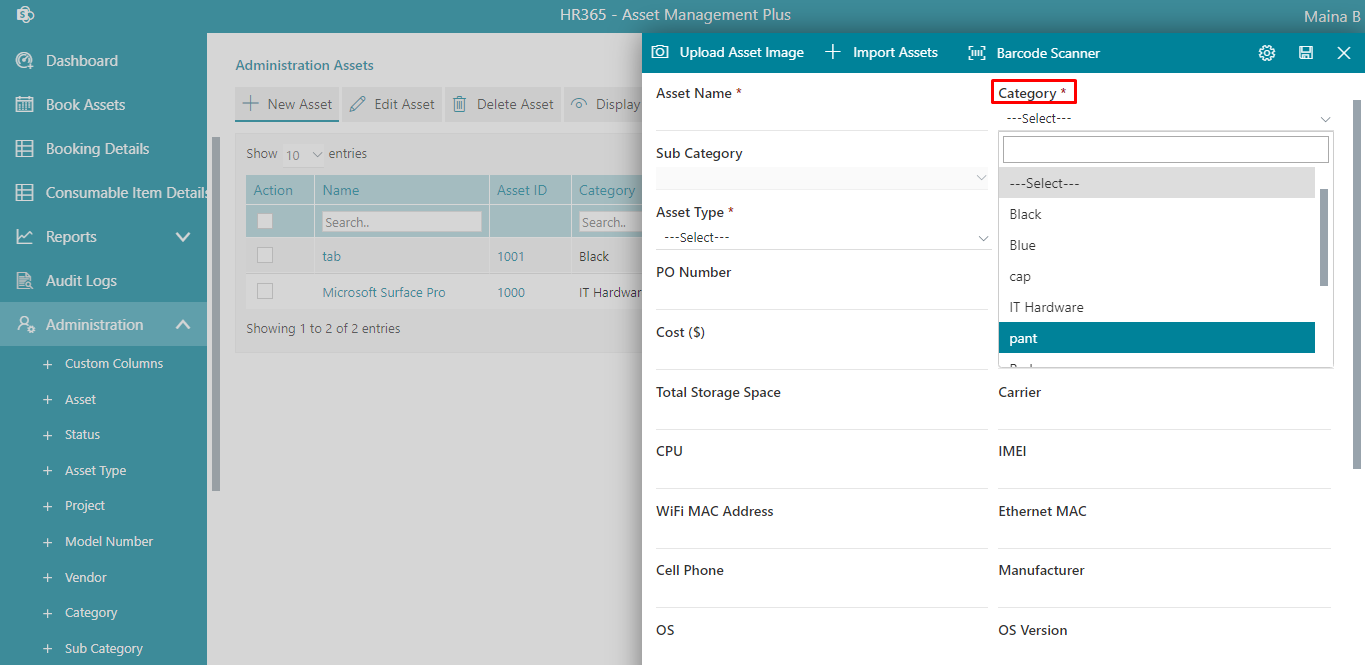 HR365 - Asset Management Plus
Maina B
Dashboard
Book Assets
Booking Details
Consumable Item Details
Reports
Audit Logs
Administration
+ Custom Columns
+ Asset
+ Status
+ Asset Type
+ Project
+ Model Number
+ Vendor
+ Category
+ Sub Category
Administration Assets
New Asset Edit Asset Delete Asset Display
Show 10 entries
Action Name Asset ID Category
Search.. Search..
tab 1001 Black
Microsoft Surface Pro 1000 IT Hardwar
Showing 1 to 2 of 2 entries
Upload Asset Image Import Assets Barcode Scanner
Asset Name *
Category *
---Select---
---Select---
Black
Blue
cap
IT Hardware
pant
Sub Category
Asset Type *
---Select---
PO Number
Cost ($)
Total Storage Space
Carrier
CPU
IMEI
WiFi MAC Address
Ethernet MAC
Cell Phone
Manufacturer
OS
OS Version